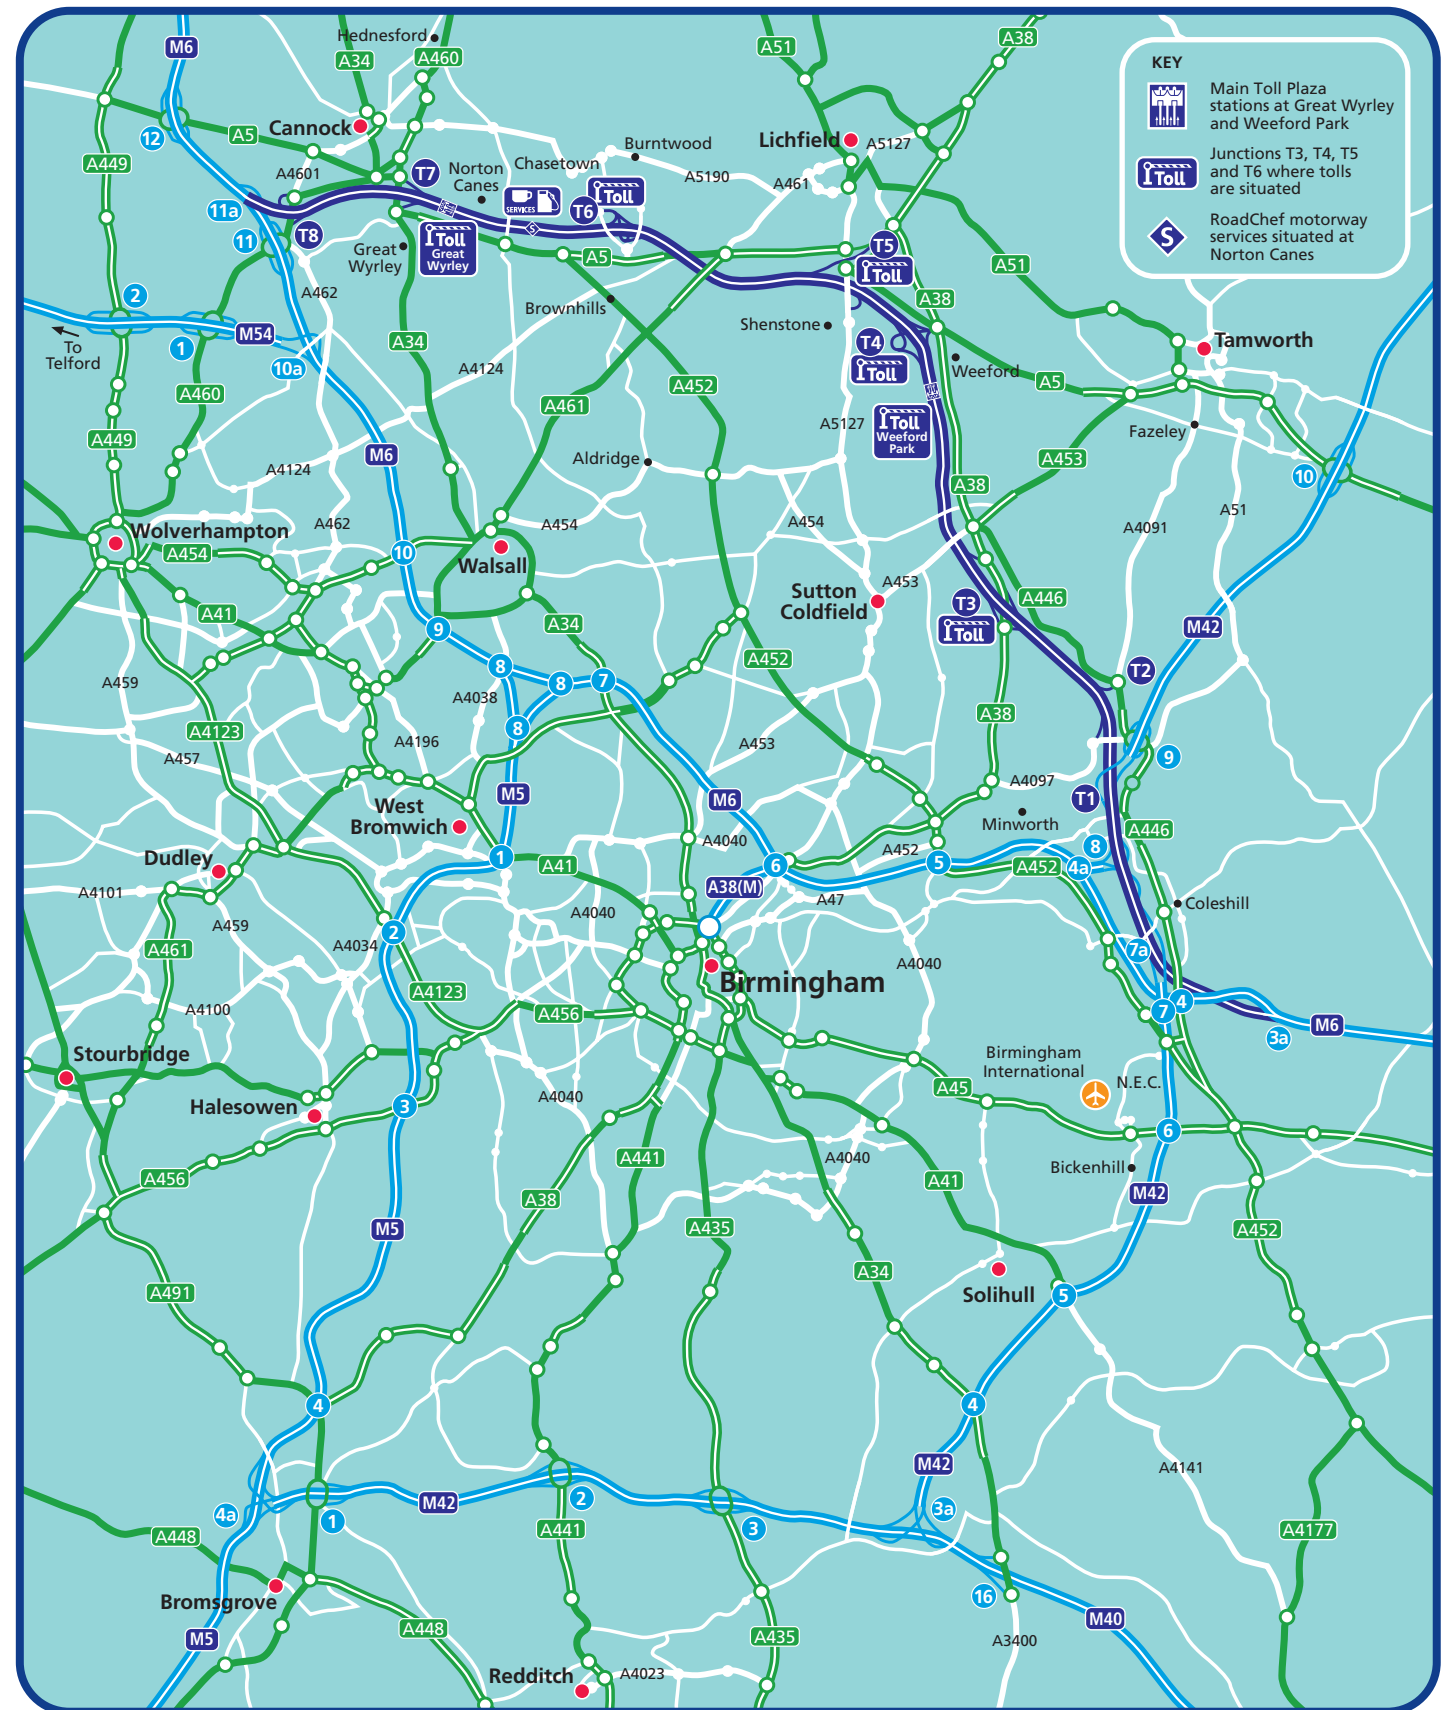 Hednesford
M6
A34
A460
A51
A38
KEY
Main Toll Plaza
stations at Great Wyrley
and Weeford Park
Toll
Junctions T3, T4, T5
and T6 where tolls
are situated
S
RoadChef motorway
services situated at
Norton Canes
12
A5
Cannock
Lichfield
A5127
Burntwood
Chasetown
A449
A4601
T7
Norton
Canes
A5190
A461
SERVICES
Toll
T6
11a
11
T8
Toll
Great
Wyrley
S
Great
Wyrley
A5
T5
Toll
A51
A462
2
A38
Brownhills
Shenstone
M54
1
To
Telford
10a
A34
A4124
T4
Toll
Weeford
Tamworth
A460
A452
A5
A461
A5127
Toll
Weeford
Park
Fazeley
A449
M6
Aldridge
A453
A4124
10
A38
A462
A454
A454
A4091
A51
Wolverhampton
A454
10
Walsall
Sutton
Coldfield
A453
A41
A34
T3
Toll
A446
9
M42
A459
8
8
7
A452
T2
A4038
A38
A4123
8
A4196
A453
A457
9
M5
M6
A4097
T1
West
Bromwich
Minworth
A446
A4040
8
Dudley
1
A41
6
A452
5
A452
4a
A4101
A38(M)
A47
A4040
Coleshill
A459
A461
A4034
2
7a
A4040
Birmingham
A4123
A4100
A456
7
4
3a
M6
Stourbridge
Birmingham
International
N.E.C.
A45
Halesowen
A4040
3
6
A441
A4040
Bickenhill
A456
A41
M42
A38
M5
A435
A452
A34
A491
Solihull
5
4
4
M42
A4141
M42
2
4a
1
3a
3
A448
A441
A4177
16
Bromsgrove
M40
A448
M5
A435
A3400
Redditch
A4023